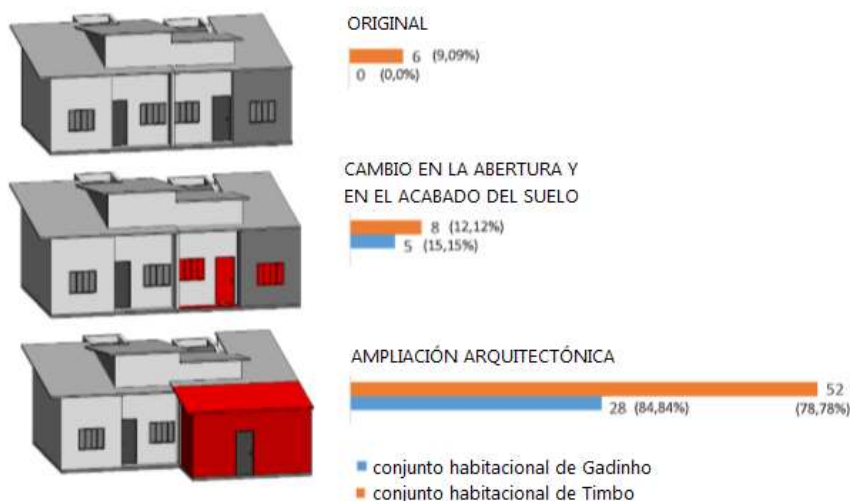 ORIGINAL
6 (9,09%)
0 (0,0%)
CAMBIO EN LA ABERTURA Y
EN EL ACABADO DEL SUELO
8 (12,12%)
5 (15,15%)
AMPLIACIÓN ARQUITECTÓNICA
52
28 (84,84%) (78,78%)
conjunto habitacional de Gadinho
conjunto habitacional de Timbo